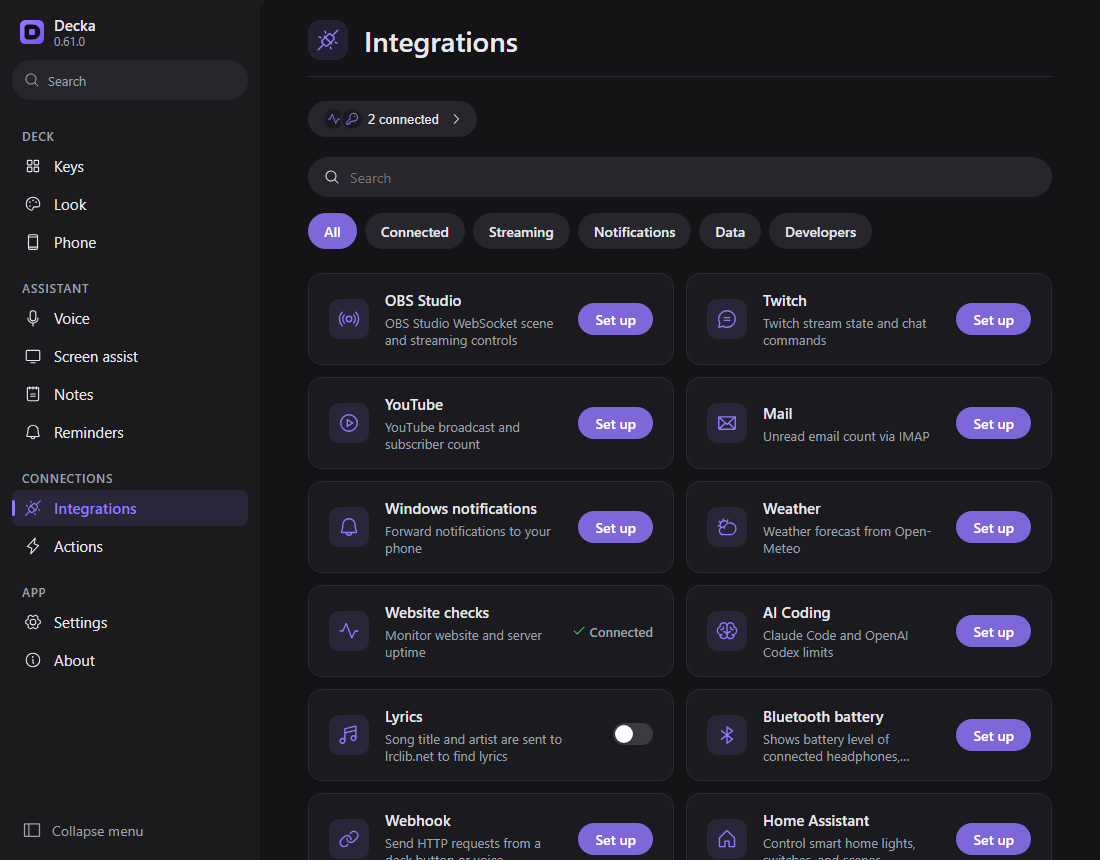 Decka
0.61.0
Search
DECK
Keys
Look
Phone
ASSISTANT
Voice
Screen assist
Notes
Reminders
CONNECTIONS
Integrations
Actions
APP
Settings
About
Collapse menu
Integrations
2 connected
Search
All
Connected
Streaming
Notifications
Data
Developers
OBS Studio
OBS Studio WebSocket scene
and streaming controls
Set up
Twitch
Twitch stream state and chat
commands
Set up
YouTube
YouTube broadcast and
subscriber count
Set up
Mail
Unread email count via IMAP
Set up
Windows notifications
Forward notifications to your
phone
Set up
Weather
Weather forecast from Open-
Meteo
Set up
Website checks
Monitor website and server
uptime
Connected
AI Coding
Claude Code and OpenAI
Codex limits
Set up
Lyrics
Song title and artist are sent to
lrclib.net to find lyrics
Bluetooth battery
Shows battery level of
connected headphones,...
Set up
Webhook
Send HTTP requests from a
deck button or voice
Set up
Home Assistant
Control smart home lights,
switches, and scenes
Set up